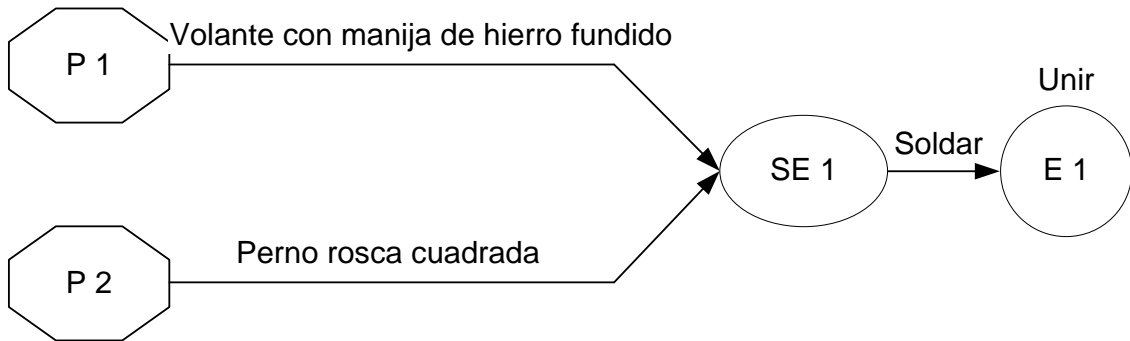 P 1
Volante con manija de hierro fundido
Unir
Soldar
SE 1
E 1
Perno rosca cuadrada
P 2